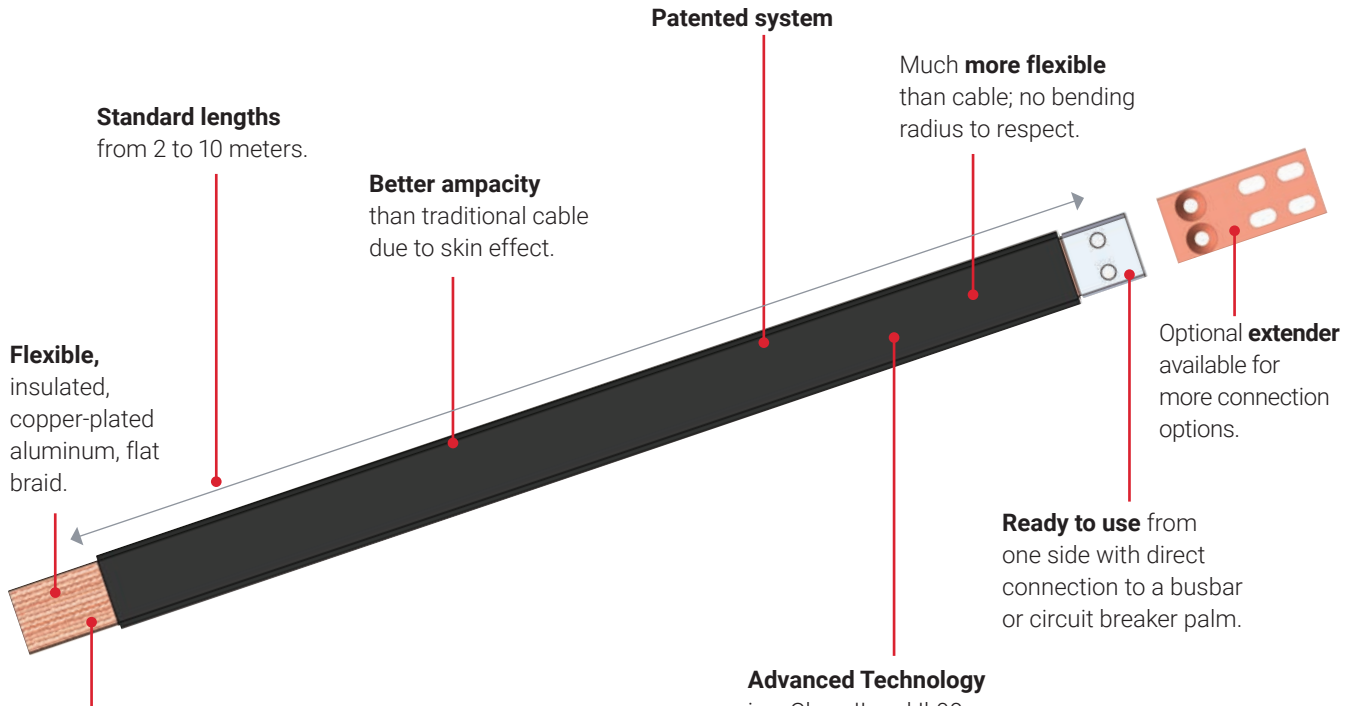 Patented system
Much more flexible
than cable; no bending
radius to respect.
Standard lengths
from 2 to 10 meters.
Better ampacity
than traditional cable
due to skin effect.
Flexible,
insulated,
copper-plated
aluminum, flat
braid.
Optional extender
available for
more connection
options.
Ready to use from
one side with direct
connection to a busbar
or circuit breaker palm.
Advanced Technology